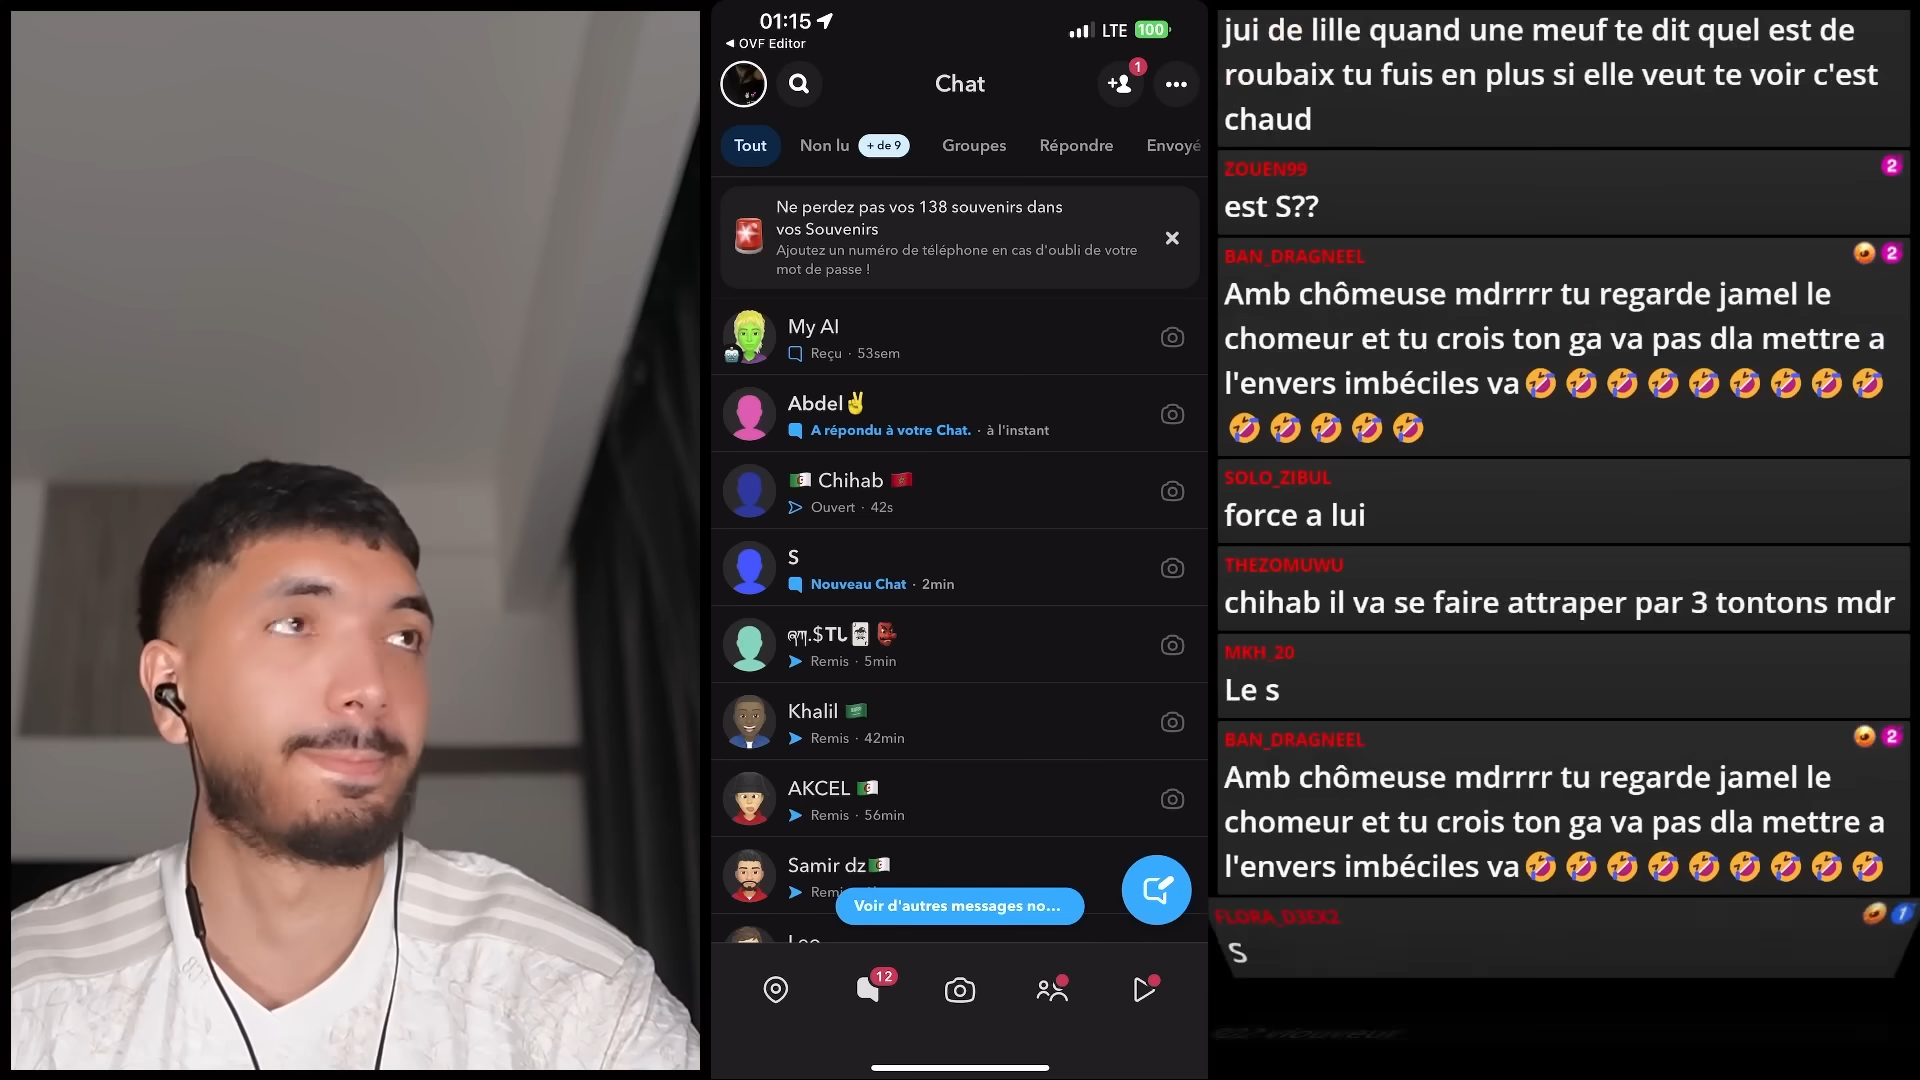 01:15
LTE 100
◄ OVF Editor
Chat
1
Tout
Non lu + de 9
Groupes
Répondre
Envoyé
Ne perdez pas vos 138 souvenirs dans
vos Souvenirs
Ajoutez un numéro de téléphone en cas d'oubli de votre
mot de passe !
My AI
Reçu · 53sem
Abdel✌️
A répondu à votre Chat. · à l'instant
🇩🇿 Chihab 🇲🇦
Ouvert · 42s
S
Nouveau Chat · 2min
Remis · 5min
Khalil 🇸🇦
Remis · 42min
AKCEL 🇩🇿
Remis · 56min
Samir dz🇩🇿
Voir d'autres messages no...
12
jui de lille quand une meuf te dit quel est de
roubaix tu fuis en plus si elle veut te voir c'est
chaud
ZOUEN99 2
est S??
BAN_DRAGNEEL 2
Amb chômeuse mdrrrr tu regarde jamel le
chomeur et tu crois ton ga va pas dla mettre a
l'envers imbéciles va🤣🤣🤣🤣🤣🤣🤣🤣🤣
🤣🤣🤣🤣🤣
SOLO_ZIBUL
force a lui
THEZOMUWU
chihab il va se faire attraper par 3 tontons mdr
MKH_20
Le s
BAN_DRAGNEEL 2
Amb chômeuse mdrrrr tu regarde jamel le
chomeur et tu crois ton ga va pas dla mettre a
l'envers imbéciles va🤣🤣🤣🤣🤣🤣🤣🤣🤣
FLORA_D3EX2 1
S